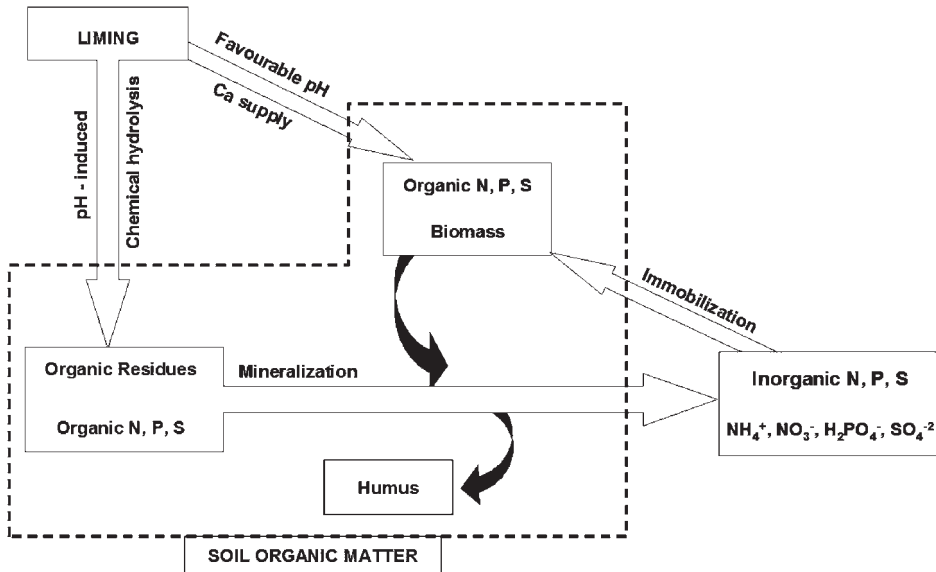 LIMING
Favourable pH
Ca supply
pH - induced
Chemical hydrolysis
Organic N, P, S
Biomass
Immobilization
Organic Residues
Organic N, P, S
Mineralization
Inorganic N, P, S
NH₄⁺, NO₃⁻, H₂PO₄⁻, SO₄⁻²
Humus
SOIL ORGANIC MATTER